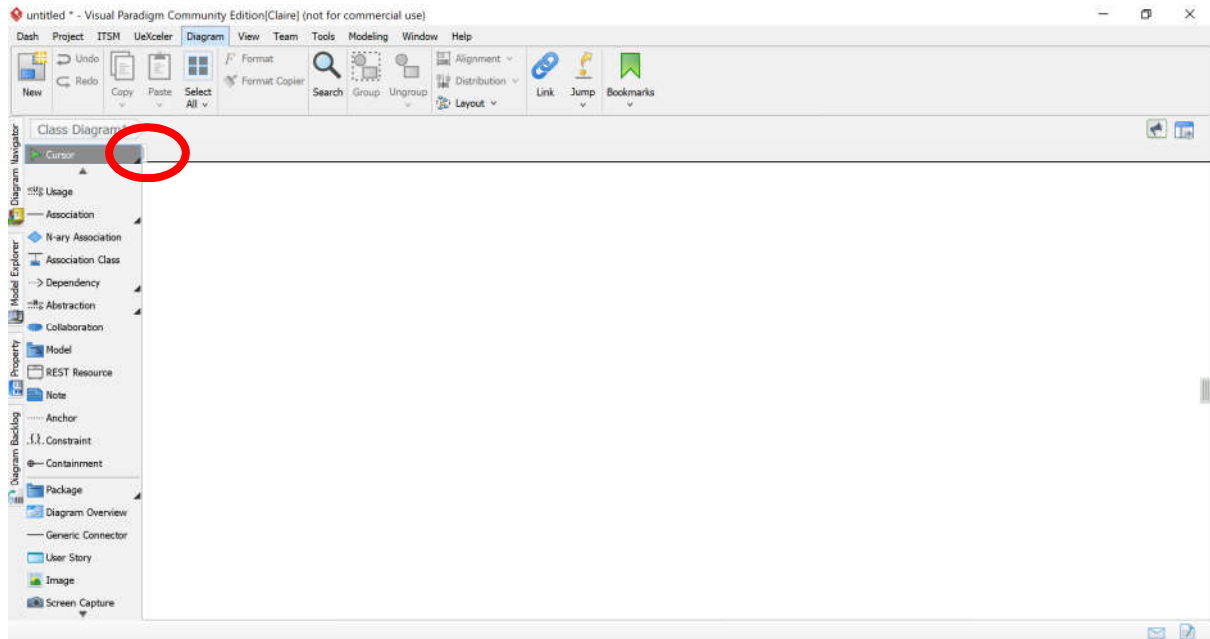 untitled * - Visual Paradigm Community Edition[Claire] (not for commercial use)
Dash Project ITSM UeXceler Diagram View Team Tools Modeling Window Help
New
Undo
Redo
Copy
Paste
Select
All
Format
Format Copier
Search
Group
Ungroup
Alignment
Distribution
Layout
Link
Jump
Bookmarks
Class Diagram
Diagram Navigator
Model Explorer
Property
Diagram Backlog
Cursor
Usage
Association
N-ary Association
Association Class
Dependency
Abstraction
Collaboration
Model
REST Resource
Note
Anchor
Constraint
Containment
Package
Diagram Overview
Generic Connector
User Story
Image
Screen Capture